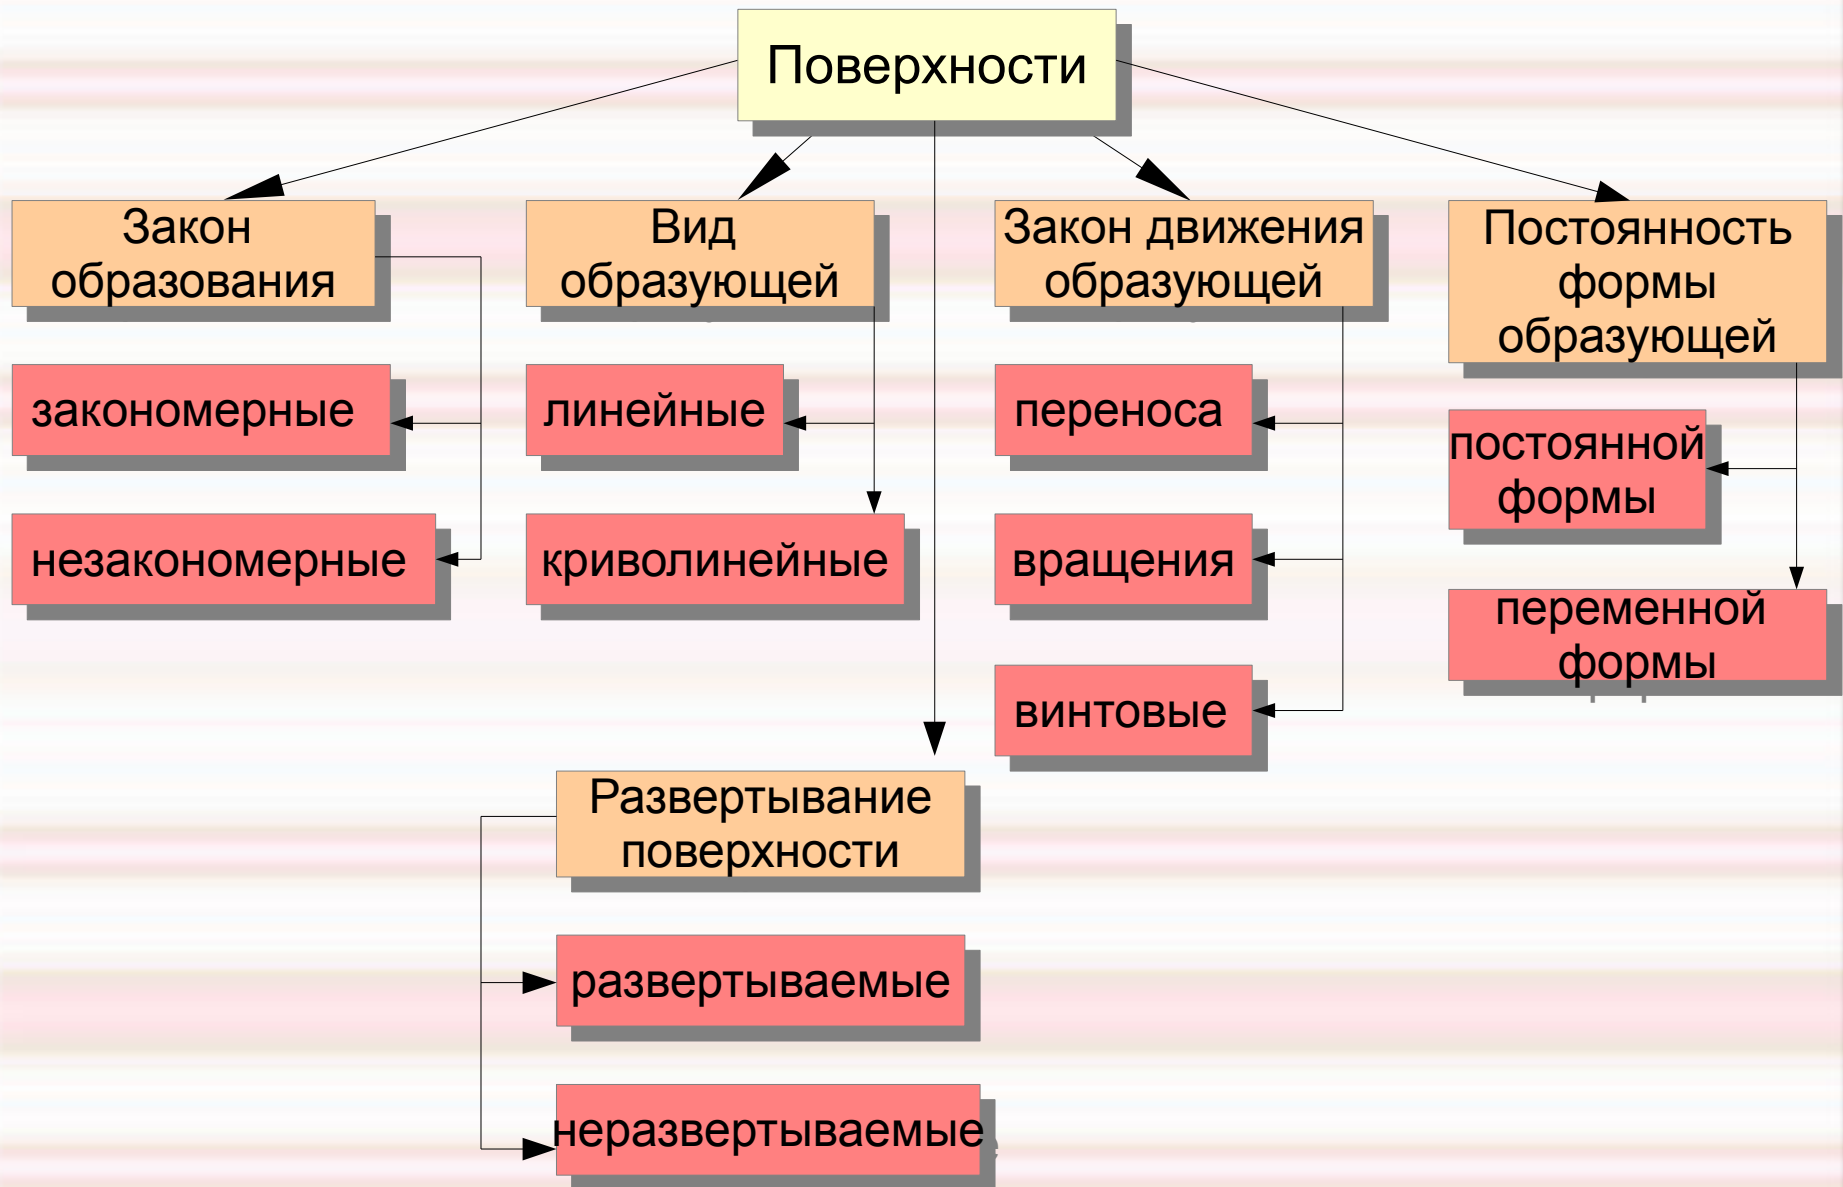 Поверхности
Закон
образования
Вид
образующей
Закон движения
образующей
Постоянность
формы
образующей
закономерные
линейные
переноса
постоянной
формы
незакономерные
криволинейные
вращения
переменной
формы
винтовые
Развертывание
поверхности
развертываемые
неразвертываемые